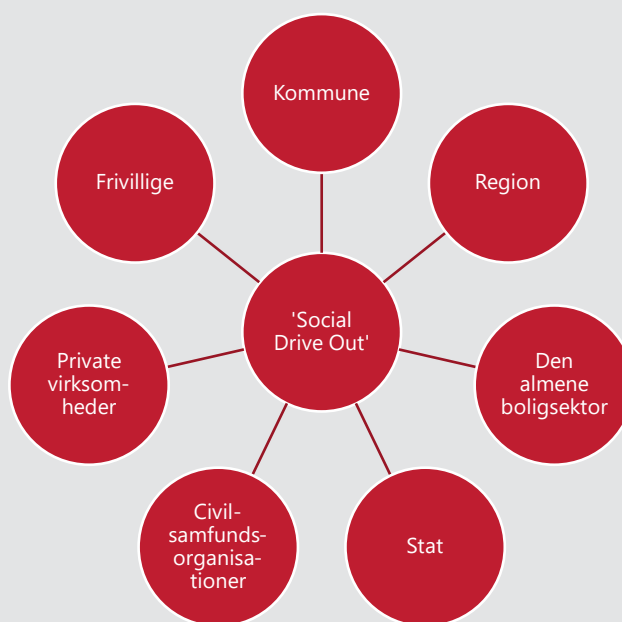 Kommune
Frivillige
Region
'Social
Drive Out'
Private
virksom-
heder
Den
almene
boligsektor
Civil-
samfunds-
organisa-
tioner
Stat